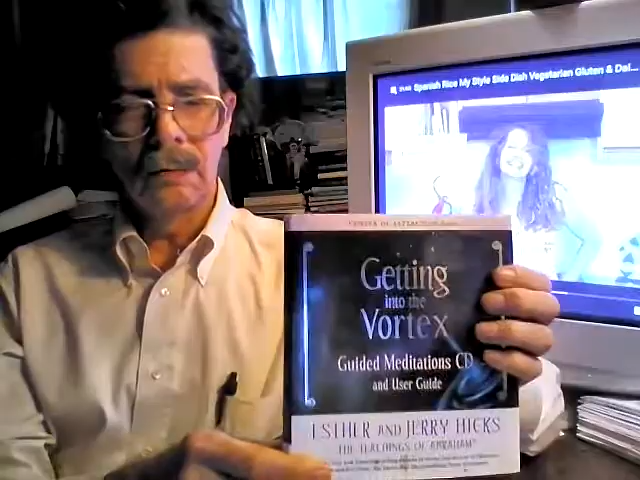 Spanish Rice My Style Side Dish Vegetarian Gluten & Dai...
Getting
into the
Vortex
Guided Meditations CD
and User Guide
ESTHER AND JERRY HICKS
THE TEACHINGS OF ABRAHAM